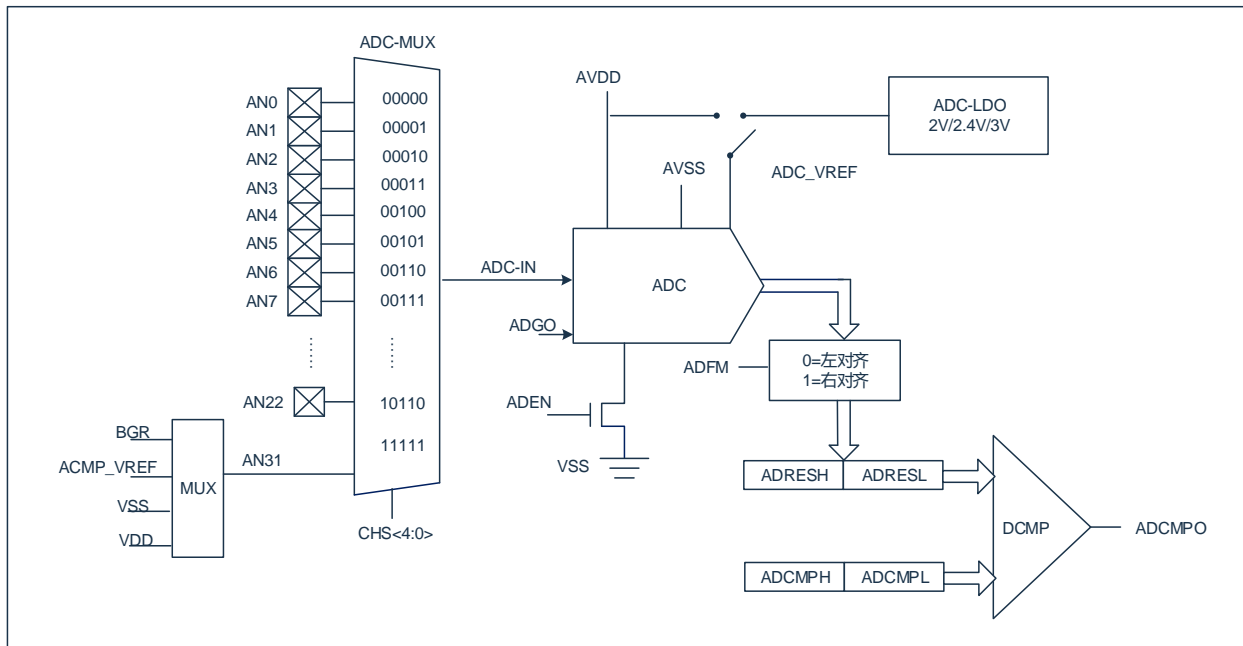 ADC-MUX
AN0
00000
AN1
00001
AN2
00010
AN3
00011
AN4
00100
AN5
00101
AN6
00110
AN7
00111
AN22
10110
11111
BGR
ACMP_VREF
VSS
VDD
MUX
AN31
CHS<4:0>
AVDD
ADC-LDO
2V/2.4V/3V
AVSS
ADC_VREF
ADC-IN
ADC
ADGO
ADEN
VSS
ADFM
0=左对齐
1=右对齐
ADRESH
ADRESL
DCMP
ADCMPO
ADCMPH
ADCMPL